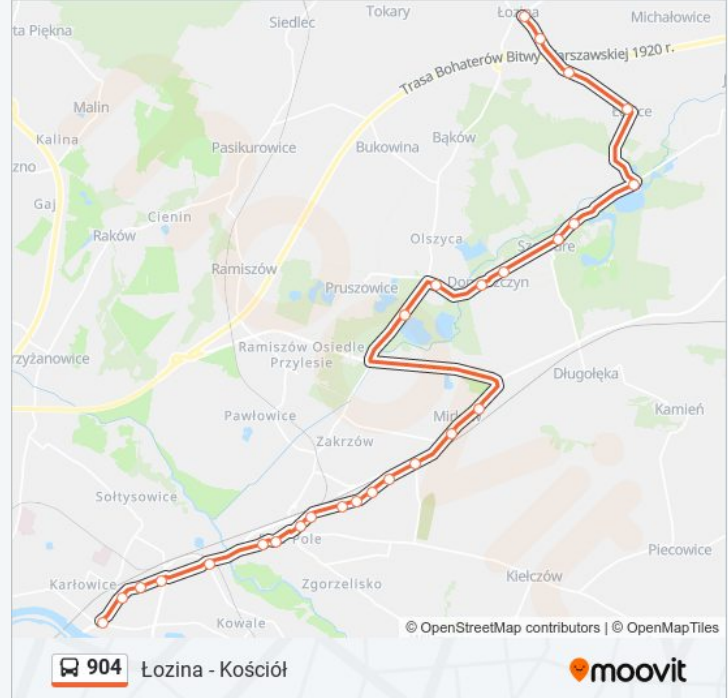 Siedlec
Tokary
Łozina
Michałowice
ta Piękna
Trasa Bohaterów Bitwy Warszawskiej 1920 r.
Malin
Kalina
Pasikurowice
Bukowina
Bąków
zno
Gaj
Cienin
Raków
Olszyca
Ramiszów
Pruszowice
rzyżanowice
Ramiszów Osiedle
Przylesie
Długołęka
Kamień
Pawłowice
Zakrzów
Sołtysowice
Pole
Piecowice
Karłowice
Zgorzelisko
Kiełczów
Kowale
© OpenStreetMap contributors | © OpenMapTiles
904 Łozina - Kościół
moovit